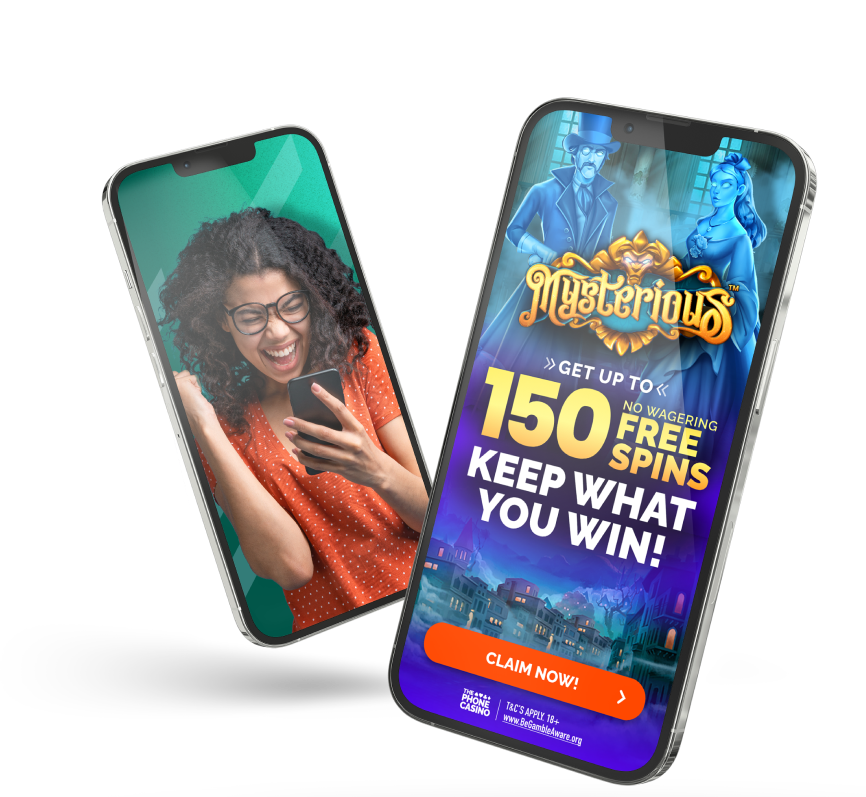 Mysterious™
GET UP TO
150
NO WAGERING
FREE
SPINS
KEEP WHAT
YOU WIN!
CLAIM NOW!
THE
PHONE
CASINO
T&C'S APPLY. 18+
www.BeGambleAware.org